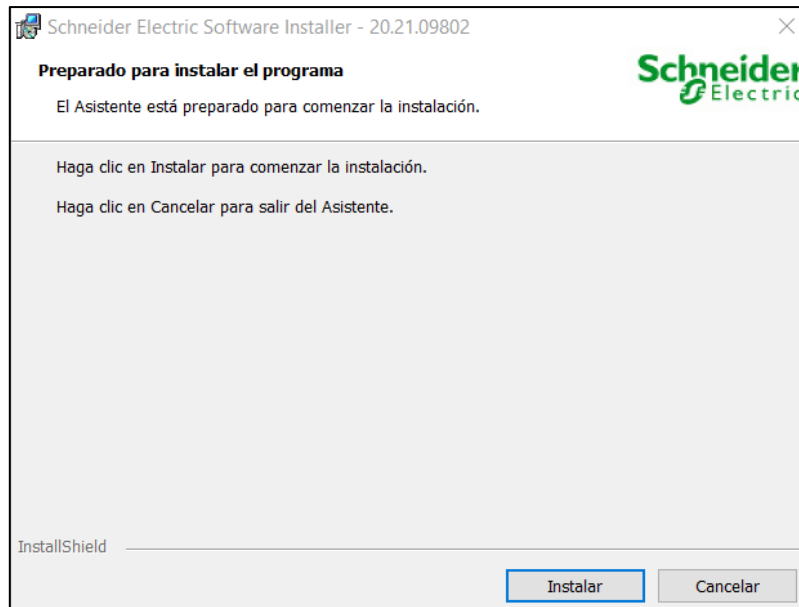 Schneider Electric Software Installer - 20.21.09802
Preparado para instalar el programa
El Asistente está preparado para comenzar la instalación.
Schneider
Electric
Haga clic en Instalar para comenzar la instalación.
Haga clic en Cancelar para salir del Asistente.
InstallShield
Instalar
Cancelar